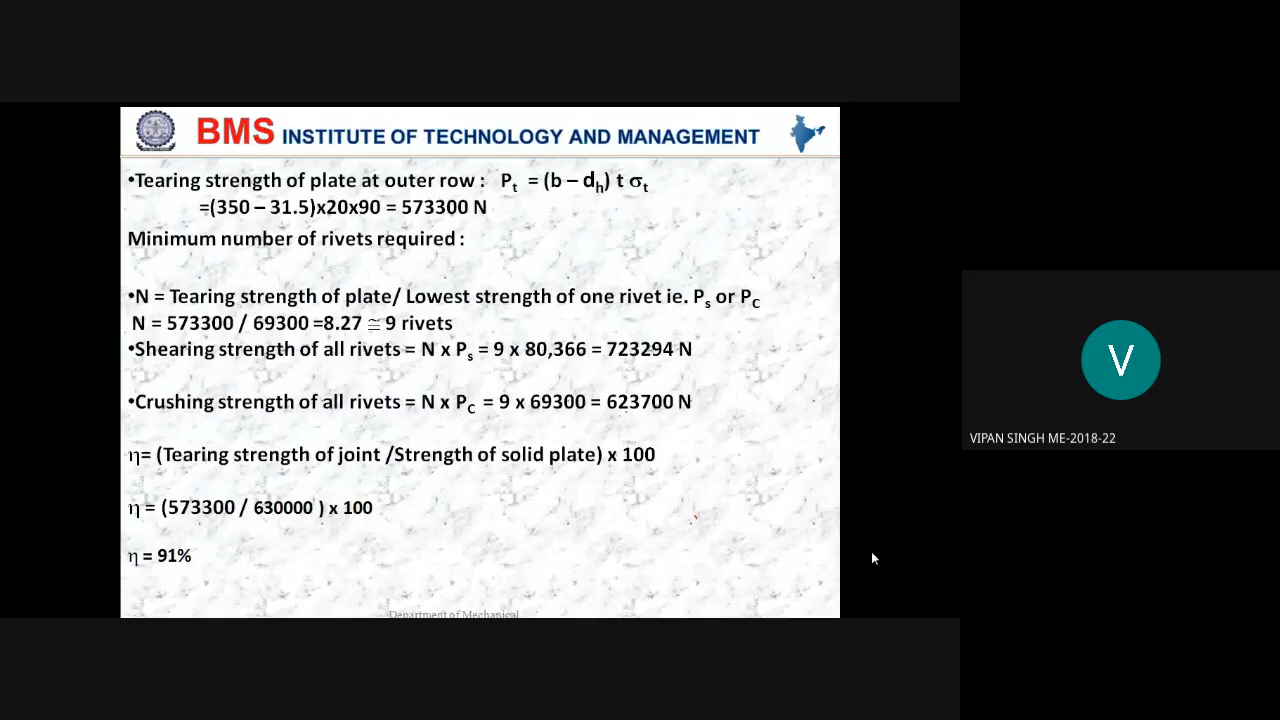 BMS INSTITUTE OF TECHNOLOGY AND MANAGEMENT
•Tearing strength of plate at outer row : Pt = (b – dh) t σt
=(350 – 31.5)x20x90 = 573300 N
Minimum number of rivets required :
•N = Tearing strength of plate/ Lowest strength of one rivet ie. Ps or PC
N = 573300 / 69300 =8.27 ≅ 9 rivets
•Shearing strength of all rivets = N x Ps = 9 x 80,366 = 723294 N
•Crushing strength of all rivets = N x PC = 9 x 69300 = 623700 N
η= (Tearing strength of joint /Strength of solid plate) x 100
η = (573300 / 630000 ) x 100
η = 91%
Department of Mechanical
V
VIPAN SINGH ME-2018-22